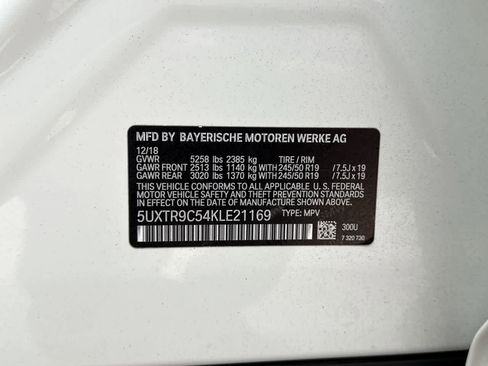 MFD BY BAYERISCHE MOTOREN WERKE AG
12/18
GVWR 5258 lbs 2385 kg TIRE / RIM
GAWR FRONT 2513 lbs 1140 kg WITH 245/50 R19 /7.5J x 19
GAWR REAR 3020 lbs 1370 kg WITH 245/50 R19 /7.5J x 19
THIS VEHICLE CONFORMS TO ALL APPLICABLE U.S. FEDERAL
MOTOR VEHICLE SAFETY STANDARDS IN EFFECT ON THE DATE
OF MANUFACTURE SHOWN ABOVE.
5UXTR9C54KLE21169 TYPE: MPV
300U
7 320 730